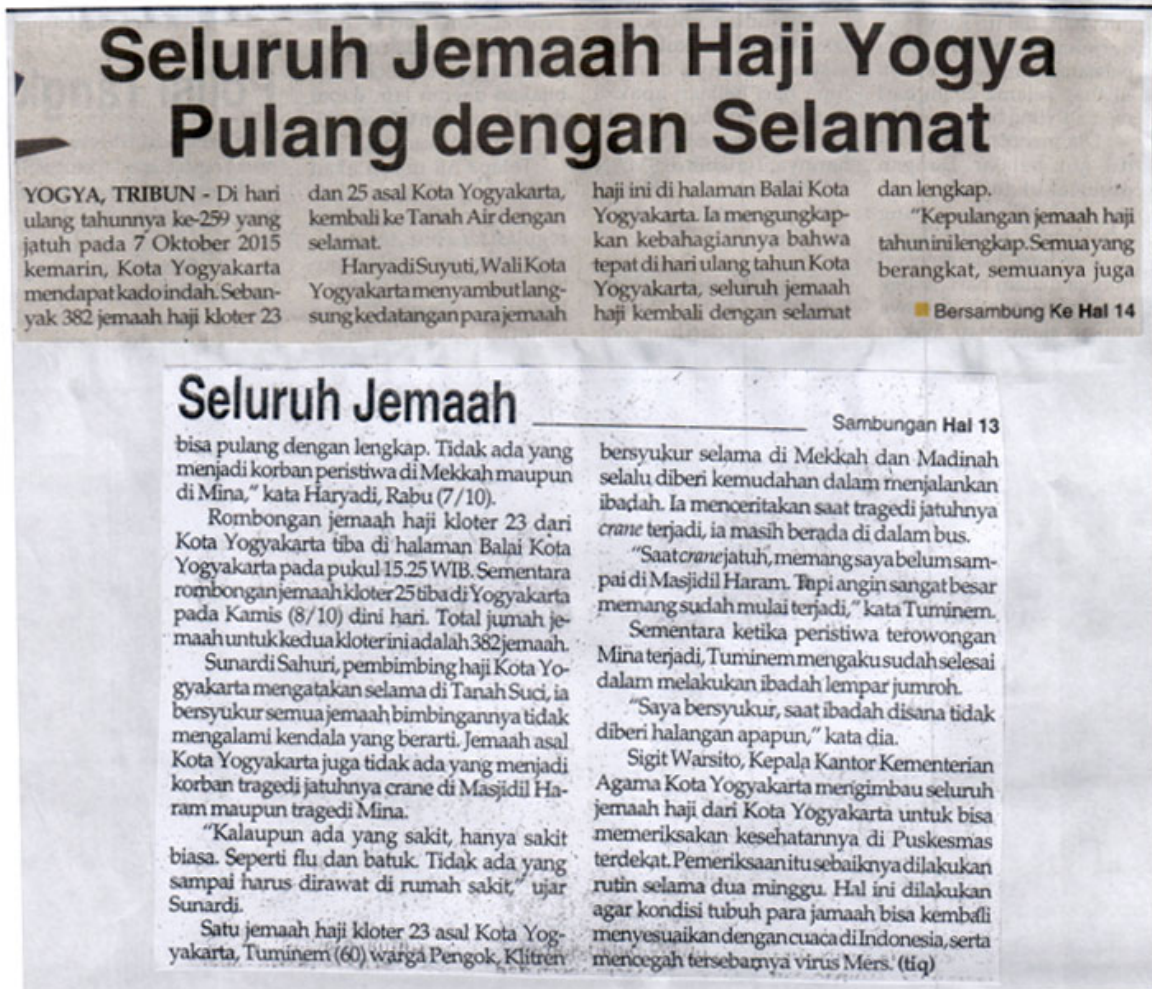 Seluruh Jemaah Haji Yogya
Pulang dengan Selamat
YOGYA, TRIBUN - Di hari
ulang tahunnya ke-259 yang
jatuh pada 7 Oktober 2015
kemarin, Kota Yogyakarta
mendapat kado indah. Seban-
yak 382 jemaah haji kloter 23
dan 25 asal Kota Yogyakarta,
kembali ke Tanah Air dengan
selamat.
Haryadi Suyuti, Wali Kota
Yogyakarta menyambut lang-
sung kedatangan para jemaah
haji ini di halaman Balai Kota
Yogyakarta. Ia mengungkap-
kan kebahagiannya bahwa
tepat di hari ulang tahun Kota
Yogyakarta, seluruh jemaah
haji kembali dengan selamat
dan lengkap.
"Kepulangan jemaah haji
tahun ini lengkap. Semua yang
berangkat, semuanya juga
Bersambung Ke Hal 14
Seluruh Jemaah
Sambungan Hal 13
bisa pulang dengan lengkap. Tidak ada yang
menjadi korban peristiwa di Mekkah maupun
di Mina," kata Haryadi, Rabu (7/10).
Rombongan jemaah haji kloter 23 dari
Kota Yogyakarta tiba di halaman Balai Kota
Yogyakarta pada pukul 15.25 WIB. Sementara
rombongan jemaah kloter 25 tiba di Yogyakarta
pada Kamis (8/10) dini hari. Total jumah je-
maah untuk kedua kloter ini adalah 382 jemaah.
Sunardi Sahuri, pembimbing haji Kota Yo-
gyakarta mengatakan selama di Tanah Suci, ia
bersyukur semua jemaah bimbingannya tidak
mengalami kendala yang berarti. Jemaah asal
Kota Yogyakarta juga tidak ada yang menjadi
korban tragedi jatuhnya crane di Masjidil Ha-
ram maupun tragedi Mina.
"Kalaupun ada yang sakit, hanya sakit
biasa. Seperti flu dan batuk. Tidak ada yang
sampai harus dirawat di rumah sakit," ujar
Sunardi.
Satu jemaah haji kloter 23 asal Kota Yog-
yakarta, Tuminem (60) warga Pengok, Klitren
bersyukur selama di Mekkah dan Madinah
selalu diberi kemudahan dalam menjalankan
ibadah. Ia menceritakan saat tragedi jatuhnya
crane terjadi, ia masih berada di dalam bus.
"Saat crane jatuh, memang saya belum sam-
pai di Masjidil Haram. Tapi angin sangat besar
memang sudah mulai terjadi," kata Tuminem.
Sementara ketika peristiwa terowongan
Mina terjadi, Tuminem mengaku sudah selesai
dalam melakukan ibadah lempar jumroh.
"Saya bersyukur, saat ibadah disana tidak
diberi halangan apapun," kata dia.
Sigit Warsito, Kepala Kantor Kementerian
Agama Kota Yogyakarta mengimbau seluruh
jemaah haji dari Kota Yogyakarta untuk bisa
memeriksakan kesehatannya di Puskesmas
terdekat. Pemeriksaan itu sebaiknya dilakukan
rutin selama dua minggu. Hal ini dilakukan
agar kondisi tubuh para jamaah bisa kembali
menyesuaikan dengan cuaca di Indonesia, serta
mencegah tersebarnya virus Mers. (tiq)